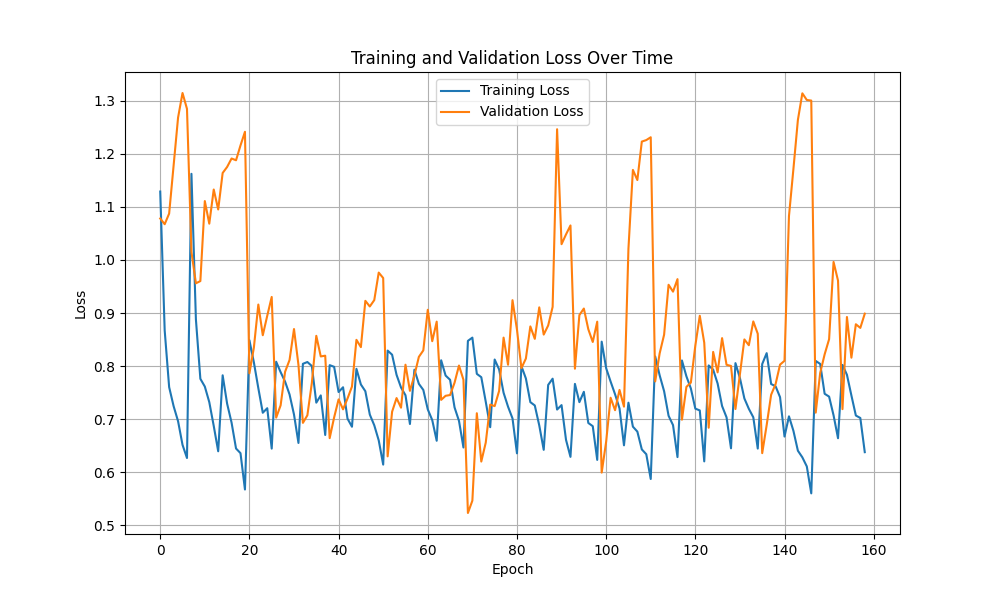 Training and Validation Loss Over Time
Training Loss
Validation Loss
1.3
1.2
1.1
1.0
0.9
0.8
0.7
0.6
0.5
Loss
0 20 40 60 80 100 120 140 160
Epoch